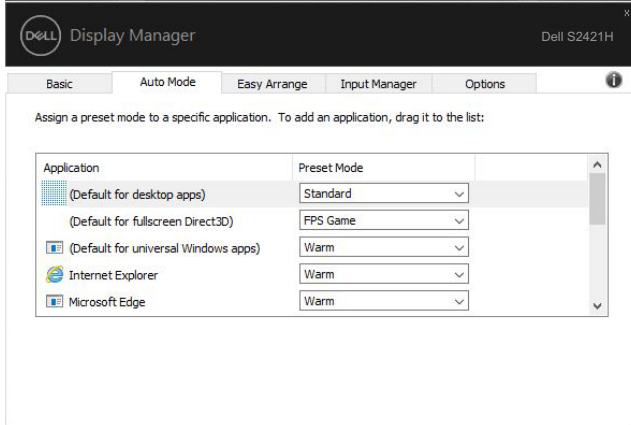 x
DELL Display Manager Dell S2421H
Basic Auto Mode Easy Arrange Input Manager Options
Assign a preset mode to a specific application. To add an application, drag it to the list:
Application Preset Mode
(Default for desktop apps) Standard
(Default for fullscreen Direct3D) FPS Game
(Default for universal Windows apps) Warm
Internet Explorer Warm
Microsoft Edge Warm